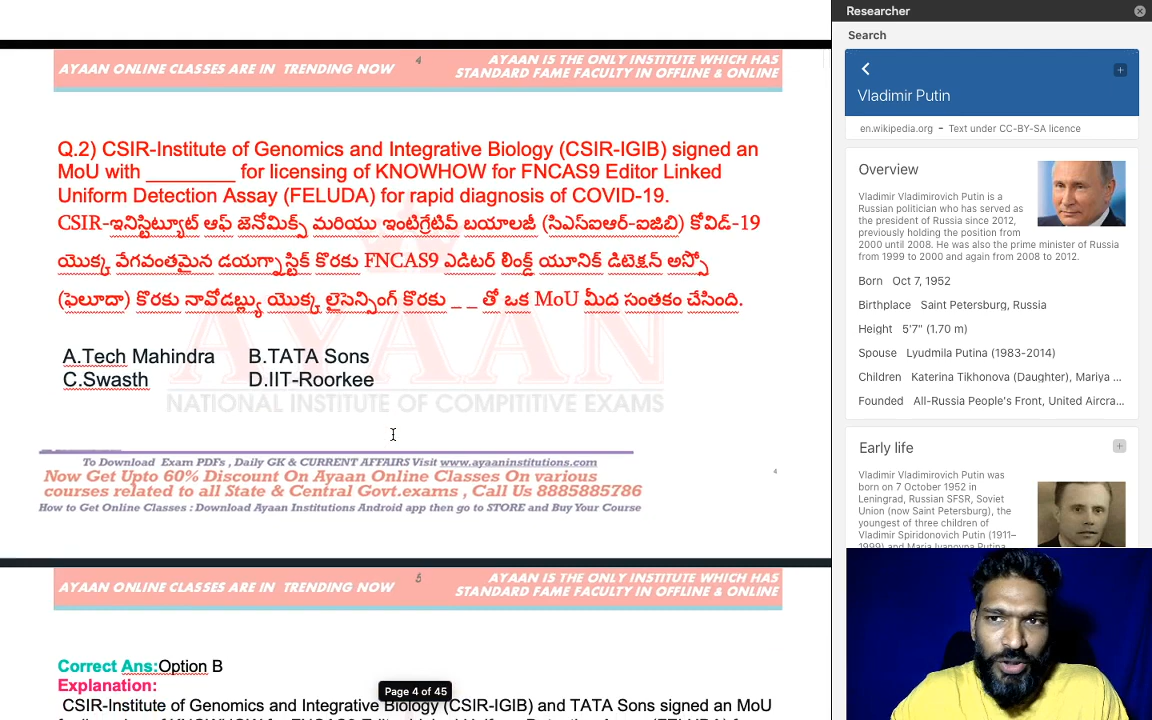 Researcher
Search
Vladimir Putin
en.wikipedia.org – Text under CC-BY-SA licence
Overview
Vladimir Vladimirovich Putin is a
Russian politician who has served as
the president of Russia since 2012,
previously holding the position from
2000 until 2008. He was also the prime minister of Russia
from 1999 to 2000 and again from 2008 to 2012.
Born Oct 7, 1952
Birthplace Saint Petersburg, Russia
Height 5'7" (1.70 m)
Spouse Lyudmila Putina (1983-2014)
Children Katerina Tikhonova (Daughter), Mariya ...
Founded All-Russia People's Front, United Aircra...
Early life
Vladimir Vladimirovich Putin was
born on 7 October 1952 in
Leningrad, Russian SFSR, Soviet
Union (now Saint Petersburg), the
youngest of three children of
Vladimir Spiridonovich Putin (1911–
1999) and Maria Ivanovna Putina
AYAAN ONLINE CLASSES ARE IN TRENDING NOW
4
AYAAN IS THE ONLY INSTITUTE WHICH HAS
STANDARD FAME FACULTY IN OFFLINE & ONLINE
Q.2) CSIR-Institute of Genomics and Integrative Biology (CSIR-IGIB) signed an
MoU with ________ for licensing of KNOWHOW for FNCAS9 Editor Linked
Uniform Detection Assay (FELUDA) for rapid diagnosis of COVID-19.
CSIR-ఇనిస్టిట్యూట్ ఆఫ్ జెనోమిక్స్ మరియు ఇంటిగ్రేటివ్ బయాలజీ (సిఎస్ఐఆర్-ఐజిబి) కోవిడ్-19
యొక్క వేగవంతమైన డయగ్నాస్టిక్ కొరకు FNCAS9 ఎడిటర్ లింక్డ్ యూనిక్ డిటెక్షన్ అస్సే
(ఫెలూదా) కొరకు నావోడబ్ల్యు యొక్క లైసెన్సింగ్ కొరకు _ _ తో ఒక MoU మీద సంతకం చేసింది.
A.Tech Mahindra B.TATA Sons
C.Swasth D.IIT-Roorkee
AYAAN
NATIONAL INSTITUTE OF COMPITITIVE EXAMS
To Download Exam PDFs , Daily GK & CURRENT AFFAIRS Visit www.ayaaninstitutions.com
4
Now Get Upto 60% Discount On Ayaan Online Classes On various
courses related to all State & Central Govt.exams , Call Us 8885885786
How to Get Online Classes : Download Ayaan Institutions Android app then go to STORE and Buy Your Course
AYAAN ONLINE CLASSES ARE IN TRENDING NOW
5
AYAAN IS THE ONLY INSTITUTE WHICH HAS
STANDARD FAME FACULTY IN OFFLINE & ONLINE
Correct Ans:Option B
Page 4 of 45
Explanation:
CSIR-Institute of Genomics and Integrative Biology (CSIR-IGIB) and TATA Sons signed an MoU